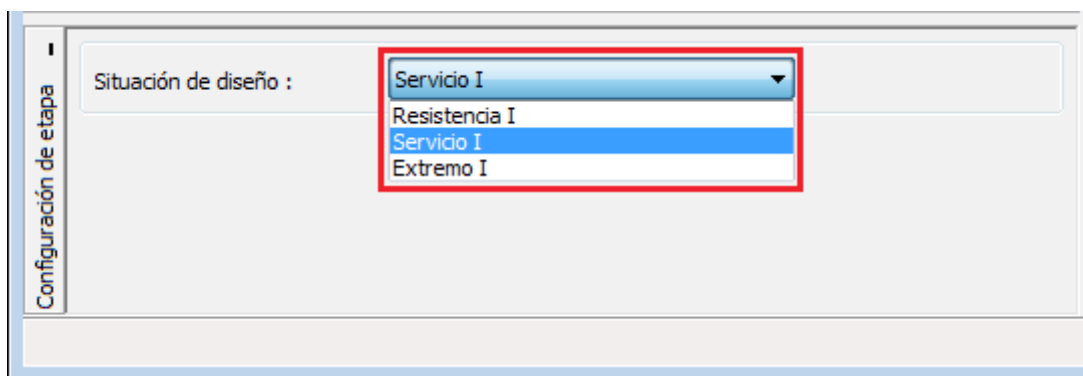 Configuración de etapa
Situación de diseño :
Servicio I
Resistencia I
Servicio I
Extremo I